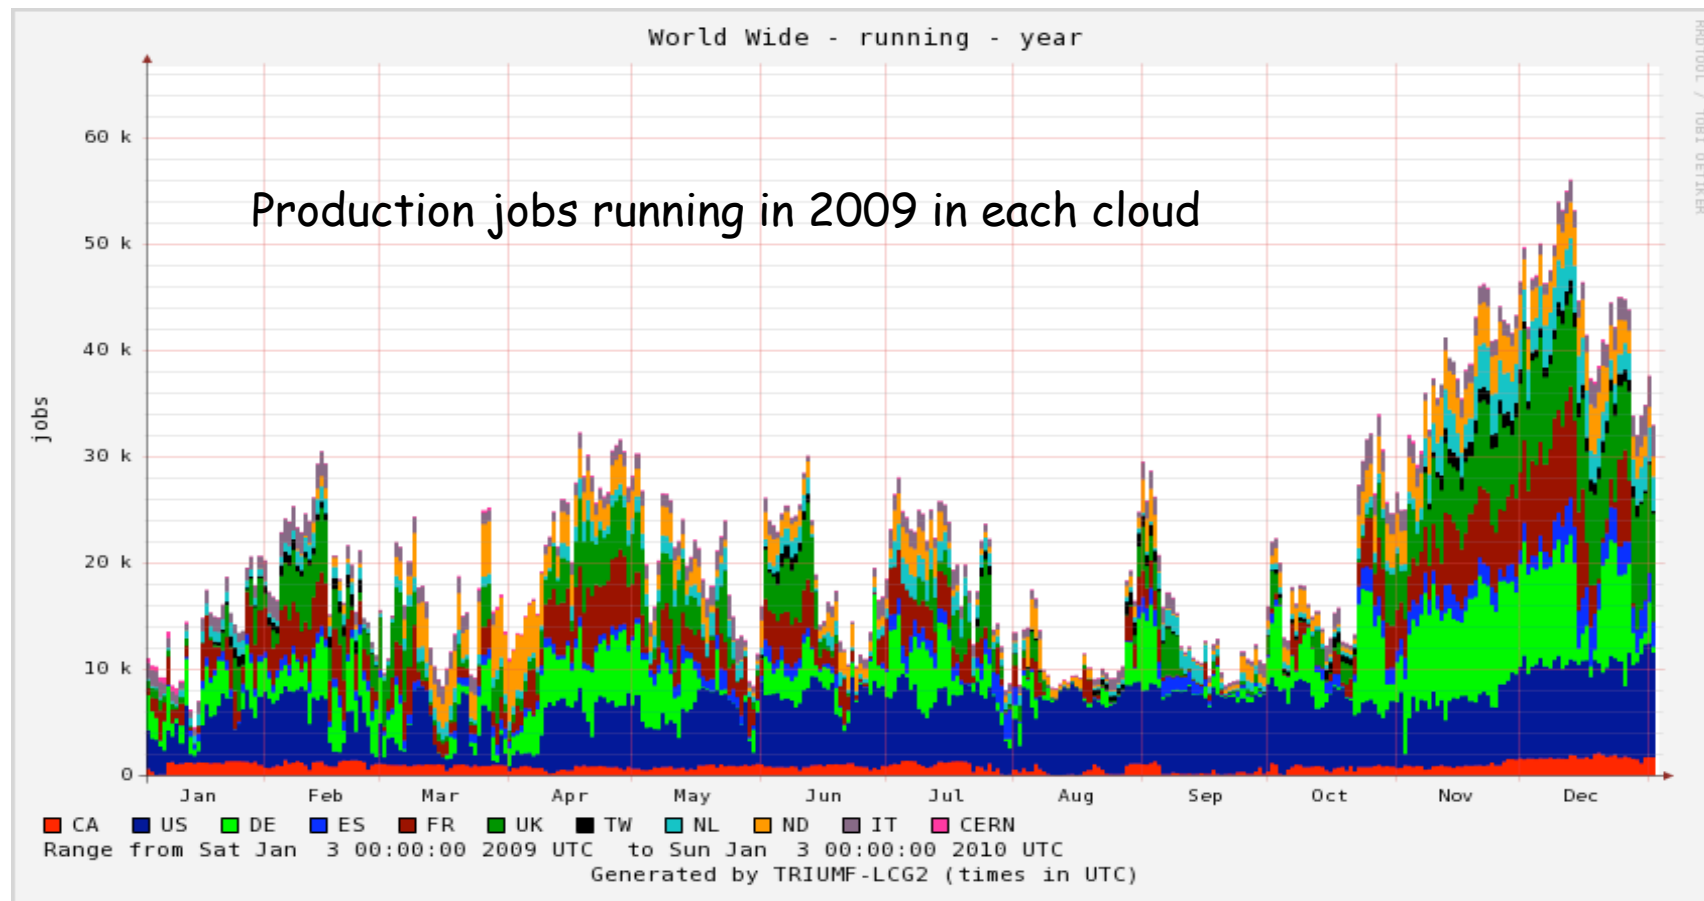 World Wide - running - year
RRDTOOL / TOBI OETIKER
60 k
Production jobs running in 2009 in each cloud
50 k
40 k
jobs
30 k
20 k
10 k
0
Jan Feb Mar Apr May Jun Jul Aug Sep Oct Nov Dec
CA US DE ES FR UK TW NL ND IT CERN
Range from Sat Jan 3 00:00:00 2009 UTC to Sun Jan 3 00:00:00 2010 UTC
Generated by TRIUMF-LCG2 (times in UTC)